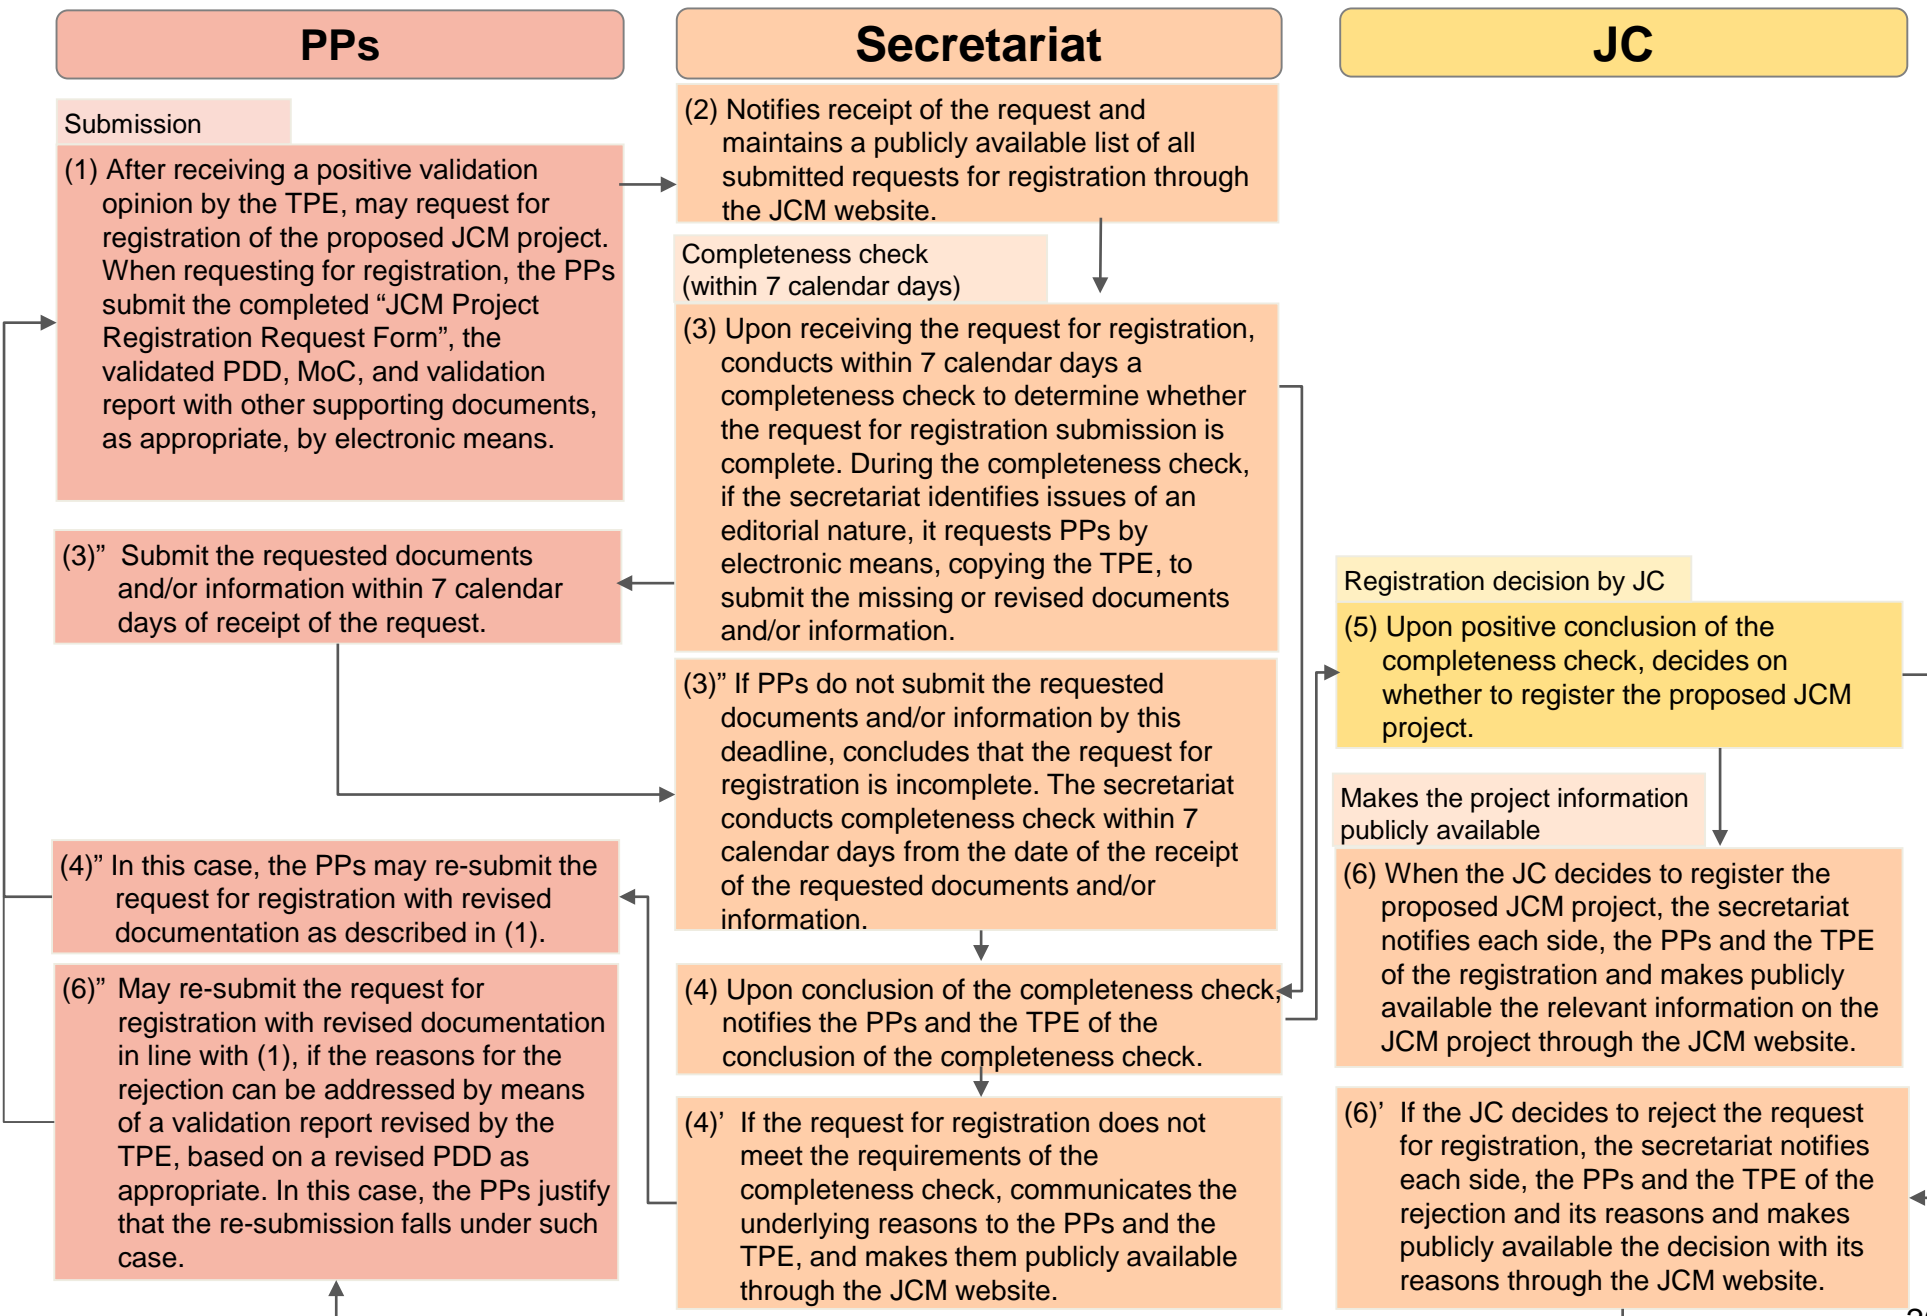 PPs
Secretariat
JC
Submission
(1) After receiving a positive validation
opinion by the TPE, may request for
registration of the proposed JCM project.
When requesting for registration, the PPs
submit the completed “JCM Project
Registration Request Form”, the
validated PDD, MoC, and validation
report with other supporting documents,
as appropriate, by electronic means.
(3)” Submit the requested documents
and/or information within 7 calendar
days of receipt of the request.
(4)” In this case, the PPs may re-submit the
request for registration with revised
documentation as described in (1).
(6)” May re-submit the request for
registration with revised documentation
in line with (1), if the reasons for the
rejection can be addressed by means
of a validation report revised by the
TPE, based on a revised PDD as
appropriate. In this case, the PPs justify
that the re-submission falls under such
case.
(2) Notifies receipt of the request and
maintains a publicly available list of all
submitted requests for registration through
the JCM website.
Completeness check
(within 7 calendar days)
(3) Upon receiving the request for registration,
conducts within 7 calendar days a
completeness check to determine whether
the request for registration submission is
complete. During the completeness check,
if the secretariat identifies issues of an
editorial nature, it requests PPs by
electronic means, copying the TPE, to
submit the missing or revised documents
and/or information.
(3)” If PPs do not submit the requested
documents and/or information by this
deadline, concludes that the request for
registration is incomplete. The secretariat
conducts completeness check within 7
calendar days from the date of the receipt
of the requested documents and/or
information.
(4) Upon conclusion of the completeness check,
notifies the PPs and the TPE of the
conclusion of the completeness check.
(4)’ If the request for registration does not
meet the requirements of the
completeness check, communicates the
underlying reasons to the PPs and the
TPE, and makes them publicly available
through the JCM website.
Registration decision by JC
(5) Upon positive conclusion of the
completeness check, decides on
whether to register the proposed JCM
project.
Makes the project information
publicly available
(6) When the JC decides to register the
proposed JCM project, the secretariat
notifies each side, the PPs and the TPE
of the registration and makes publicly
available the relevant information on the
JCM project through the JCM website.
(6)’ If the JC decides to reject the request
for registration, the secretariat notifies
each side, the PPs and the TPE of the
rejection and its reasons and makes
publicly available the decision with its
reasons through the JCM website.